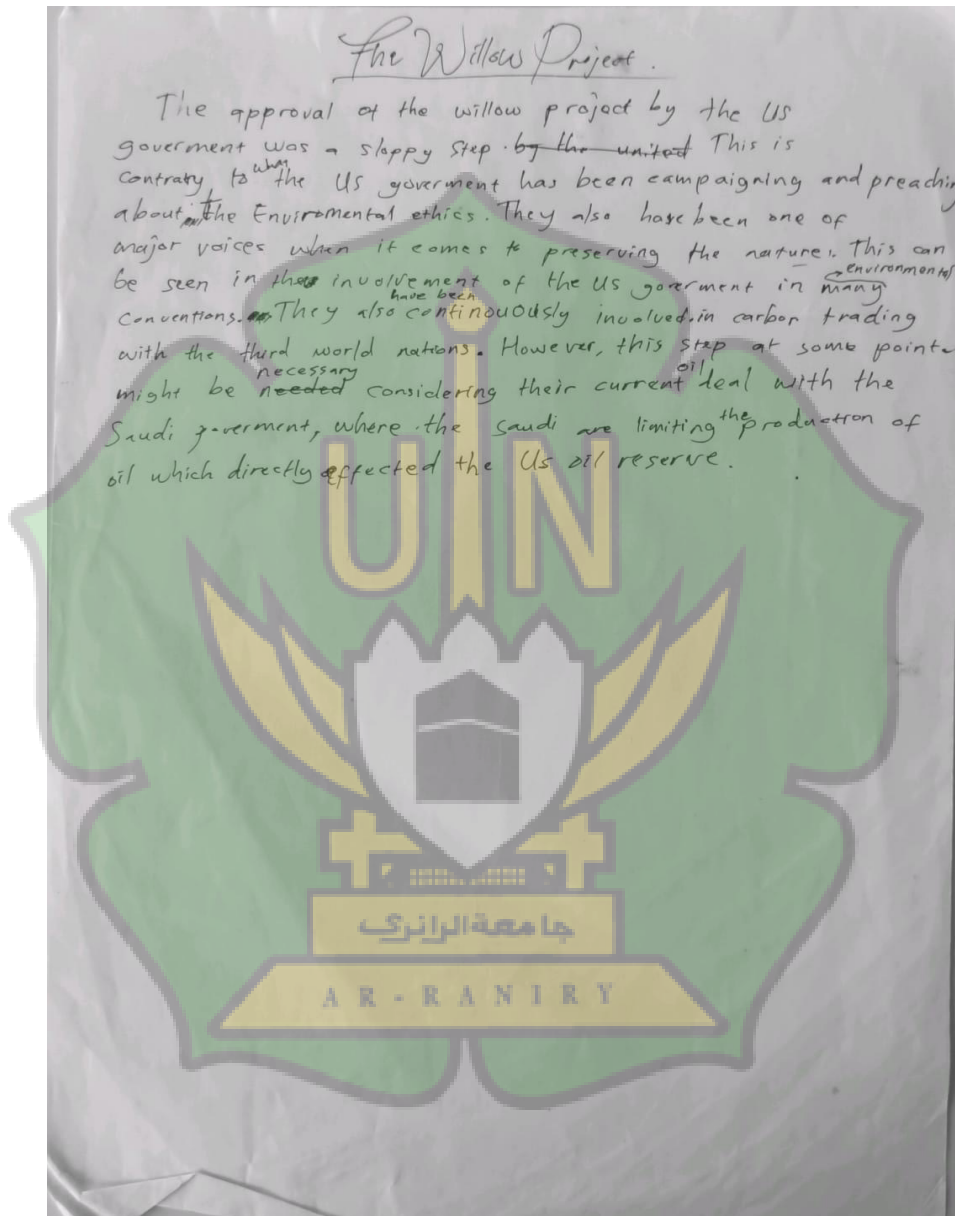 The Willow Project.
The approval of the willow project by the US
goverment was a sloppy step. by the united This is
contrary to what the US goverment has been campaigning and preachin
about the Enviromental ethics. They also have been one of
major voices when it comes to preserving the nature. This can
be seen in the involvement of the US goverment in many environmental
conventions. They also have been continuously involved in carbon trading
with the third world nations. However, this step at some point
might be needed necessary considering their current oil deal with the
Saudi goverment, where the saudi are limiting the production of
oil which directly effected the Us oil reserve.
UIN
جامعة الرانري
AR-RANIRY